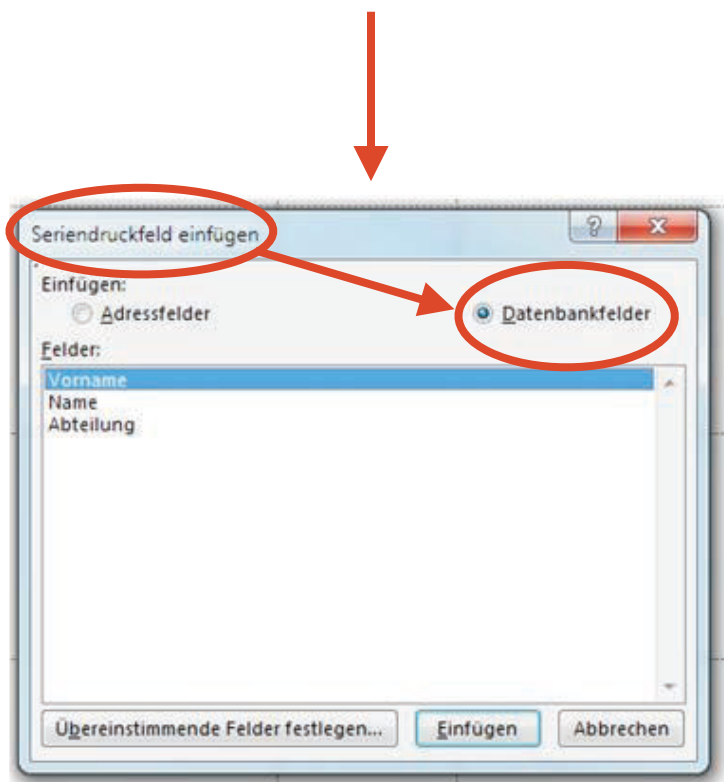 Seriendruckfeld einfügen
Einfügen:
Adressfelder
Datenbankfelder
Felder:
Vorname
Name
Abteilung
Übereinstimmende Felder festlegen...
Einfügen
Abbrechen